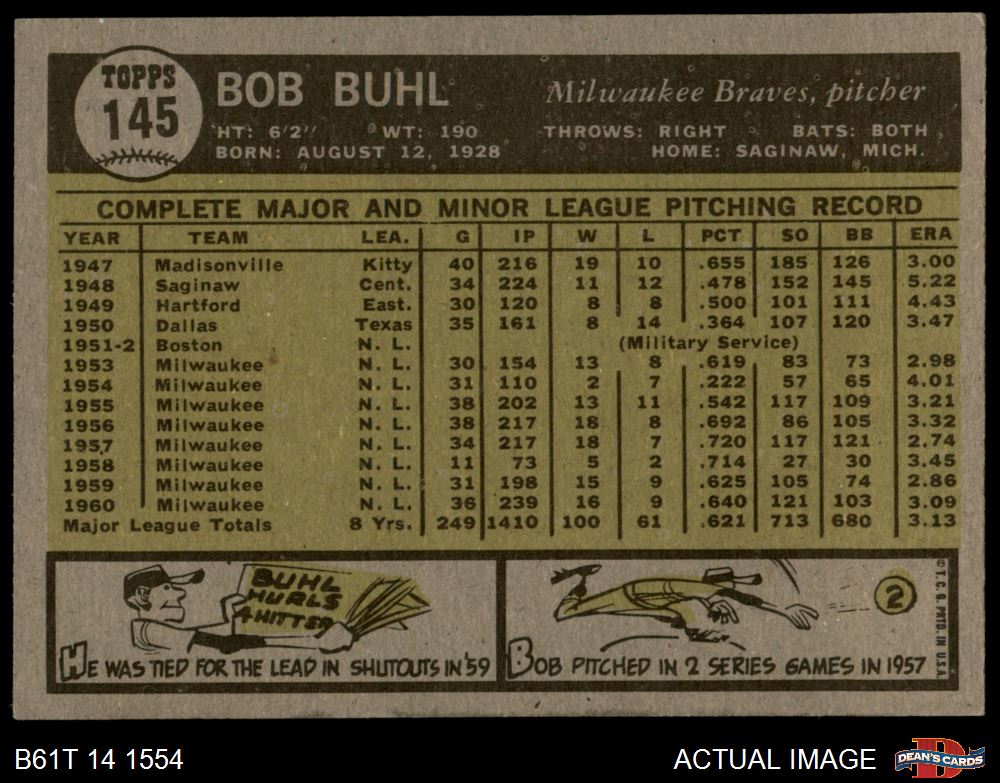 TOPPS
145
BOB BUHL
Milwaukee Braves, pitcher
HT: 6'2" WT: 190 THROWS: RIGHT BATS: BOTH
BORN: AUGUST 12, 1928 HOME: SAGINAW, MICH.
COMPLETE MAJOR AND MINOR LEAGUE PITCHING RECORD
YEAR TEAM LEA. G IP W L PCT SO BB ERA
1947 Madisonville Kitty 40 216 19 10 .655 185 126 3.00
1948 Saginaw Cent. 34 224 11 12 .478 152 145 5.22
1949 Hartford East. 30 120 8 8 .500 101 111 4.43
1950 Dallas Texas 35 161 8 14 .364 107 120 3.47
1951-2 Boston N. L. (Military Service)
1953 Milwaukee N. L. 30 154 13 8 .619 83 73 2.98
1954 Milwaukee N. L. 31 110 2 7 .222 57 65 4.01
1955 Milwaukee N. L. 38 202 13 11 .542 117 109 3.21
1956 Milwaukee N. L. 38 217 18 8 .692 86 105 3.32
1957 Milwaukee N. L. 34 217 18 7 .720 117 121 2.74
1958 Milwaukee N. L. 11 73 5 2 .714 27 30 3.45
1959 Milwaukee N. L. 31 198 15 9 .625 105 74 2.86
1960 Milwaukee N. L. 36 239 16 9 .640 121 103 3.09
Major League Totals 8 Yrs. 249 1410 100 61 .621 713 680 3.13
BUHL
HURLS
4 HITTER
HE WAS TIED FOR THE LEAD IN SHUTOUTS IN '59
2
BOB PITCHED IN 2 SERIES GAMES IN 1957
© T. C. G. PRTD. IN U.S.A.
B61T 14 1554
ACTUAL IMAGE
D
DEAN'S CARDS